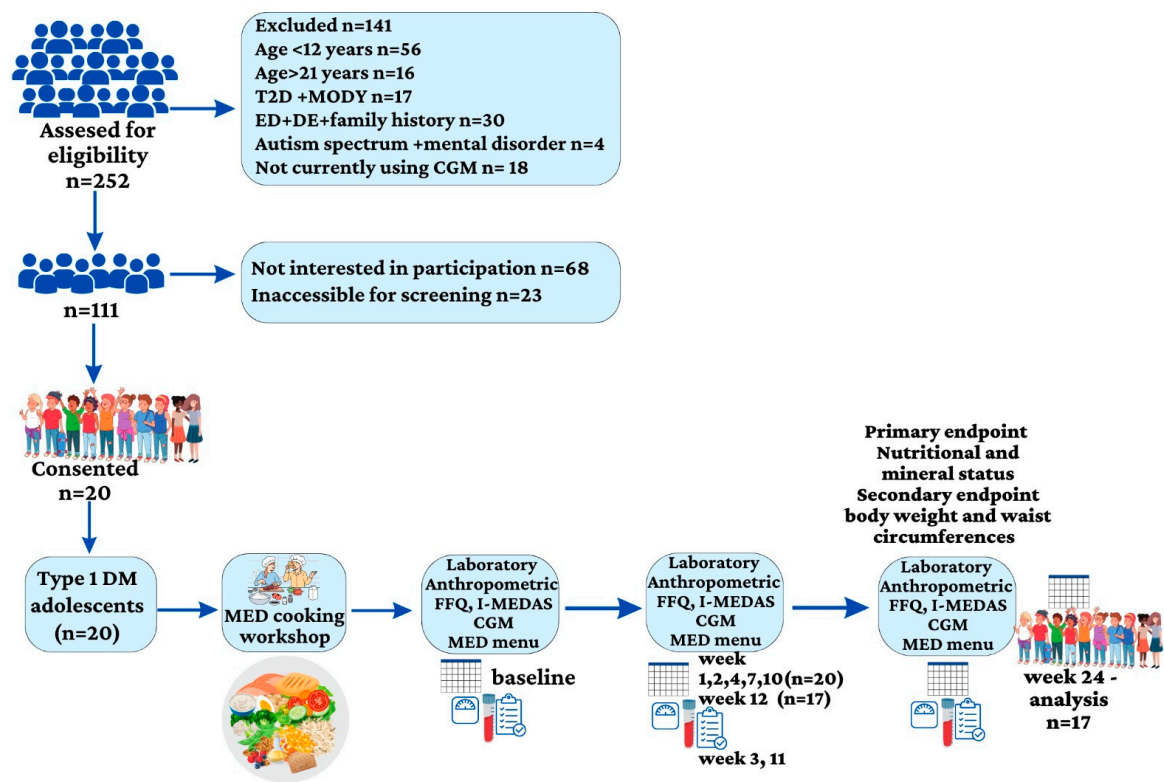 Excluded n=141
Age <12 years n=56
Age>21 years n=16
T2D +MODY n=17
ED+DE+family history n=30
Autism spectrum +mental disorder n=4
Not currently using CGM n= 18
Assesed for
eligibility
n=252
Not interested in participation n=68
Inaccessible for screening n=23
n=111
Consented
n=20
Type 1 DM
adolescents
(n=20)
MED cooking
workshop
Laboratory
Anthropometric
FFQ, I-MEDAS
CGM
MED menu
baseline
Laboratory
Anthropometric
FFQ, I-MEDAS
CGM
MED menu
week
1,2,4,7,10(n=20)
week 12 (n=17)
week 3, 11
Primary endpoint
Nutritional and
mineral status
Secondary endpoint
body weight and waist
circumferences
Laboratory
Anthropometric
FFQ, I-MEDAS
CGM
MED menu
week 24 -
analysis
n=17